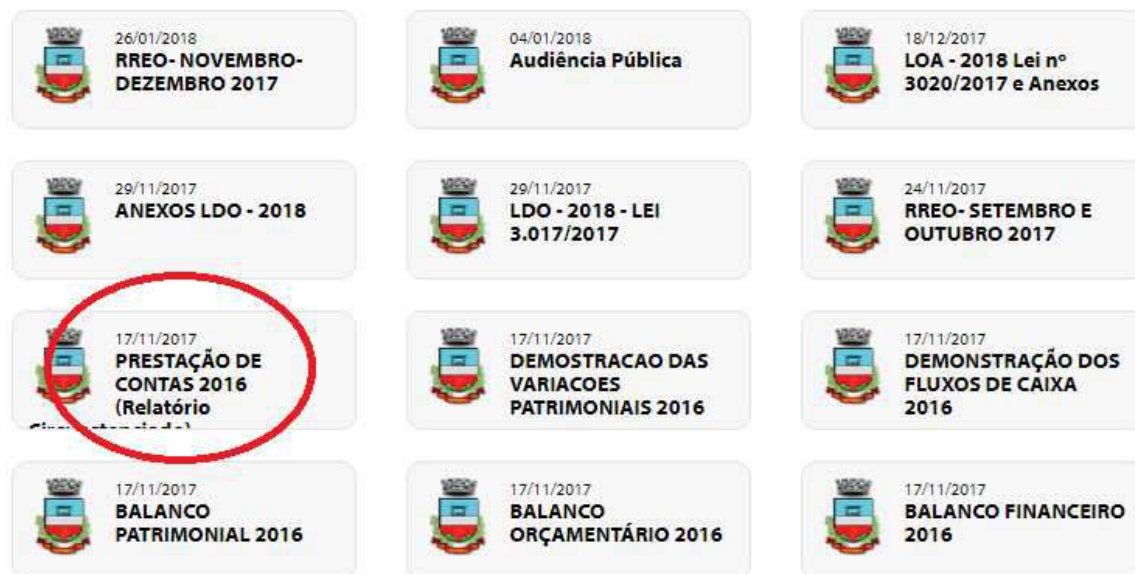 26/01/2018
RREO- NOVEMBRO-
DEZEMBRO 2017
04/01/2018
Audiência Pública
18/12/2017
LOA - 2018 Lei nº
3020/2017 e Anexos
29/11/2017
ANEXOS LDO - 2018
29/11/2017
LDO - 2018 - LEI
3.017/2017
24/11/2017
RREO- SETEMBRO E
OUTUBRO 2017
17/11/2017
PRESTAÇÃO DE
CONTAS 2016
(Relatório
Circunstanciado)
17/11/2017
DEMOSTRACAO DAS
VARIACOES
PATRIMONIAIS 2016
17/11/2017
DEMONSTRAÇÃO DOS
FLUXOS DE CAIXA
2016
17/11/2017
BALANCO
PATRIMONIAL 2016
17/11/2017
BALANCO
ORÇAMENTÁRIO 2016
17/11/2017
BALANCO FINANCEIRO
2016